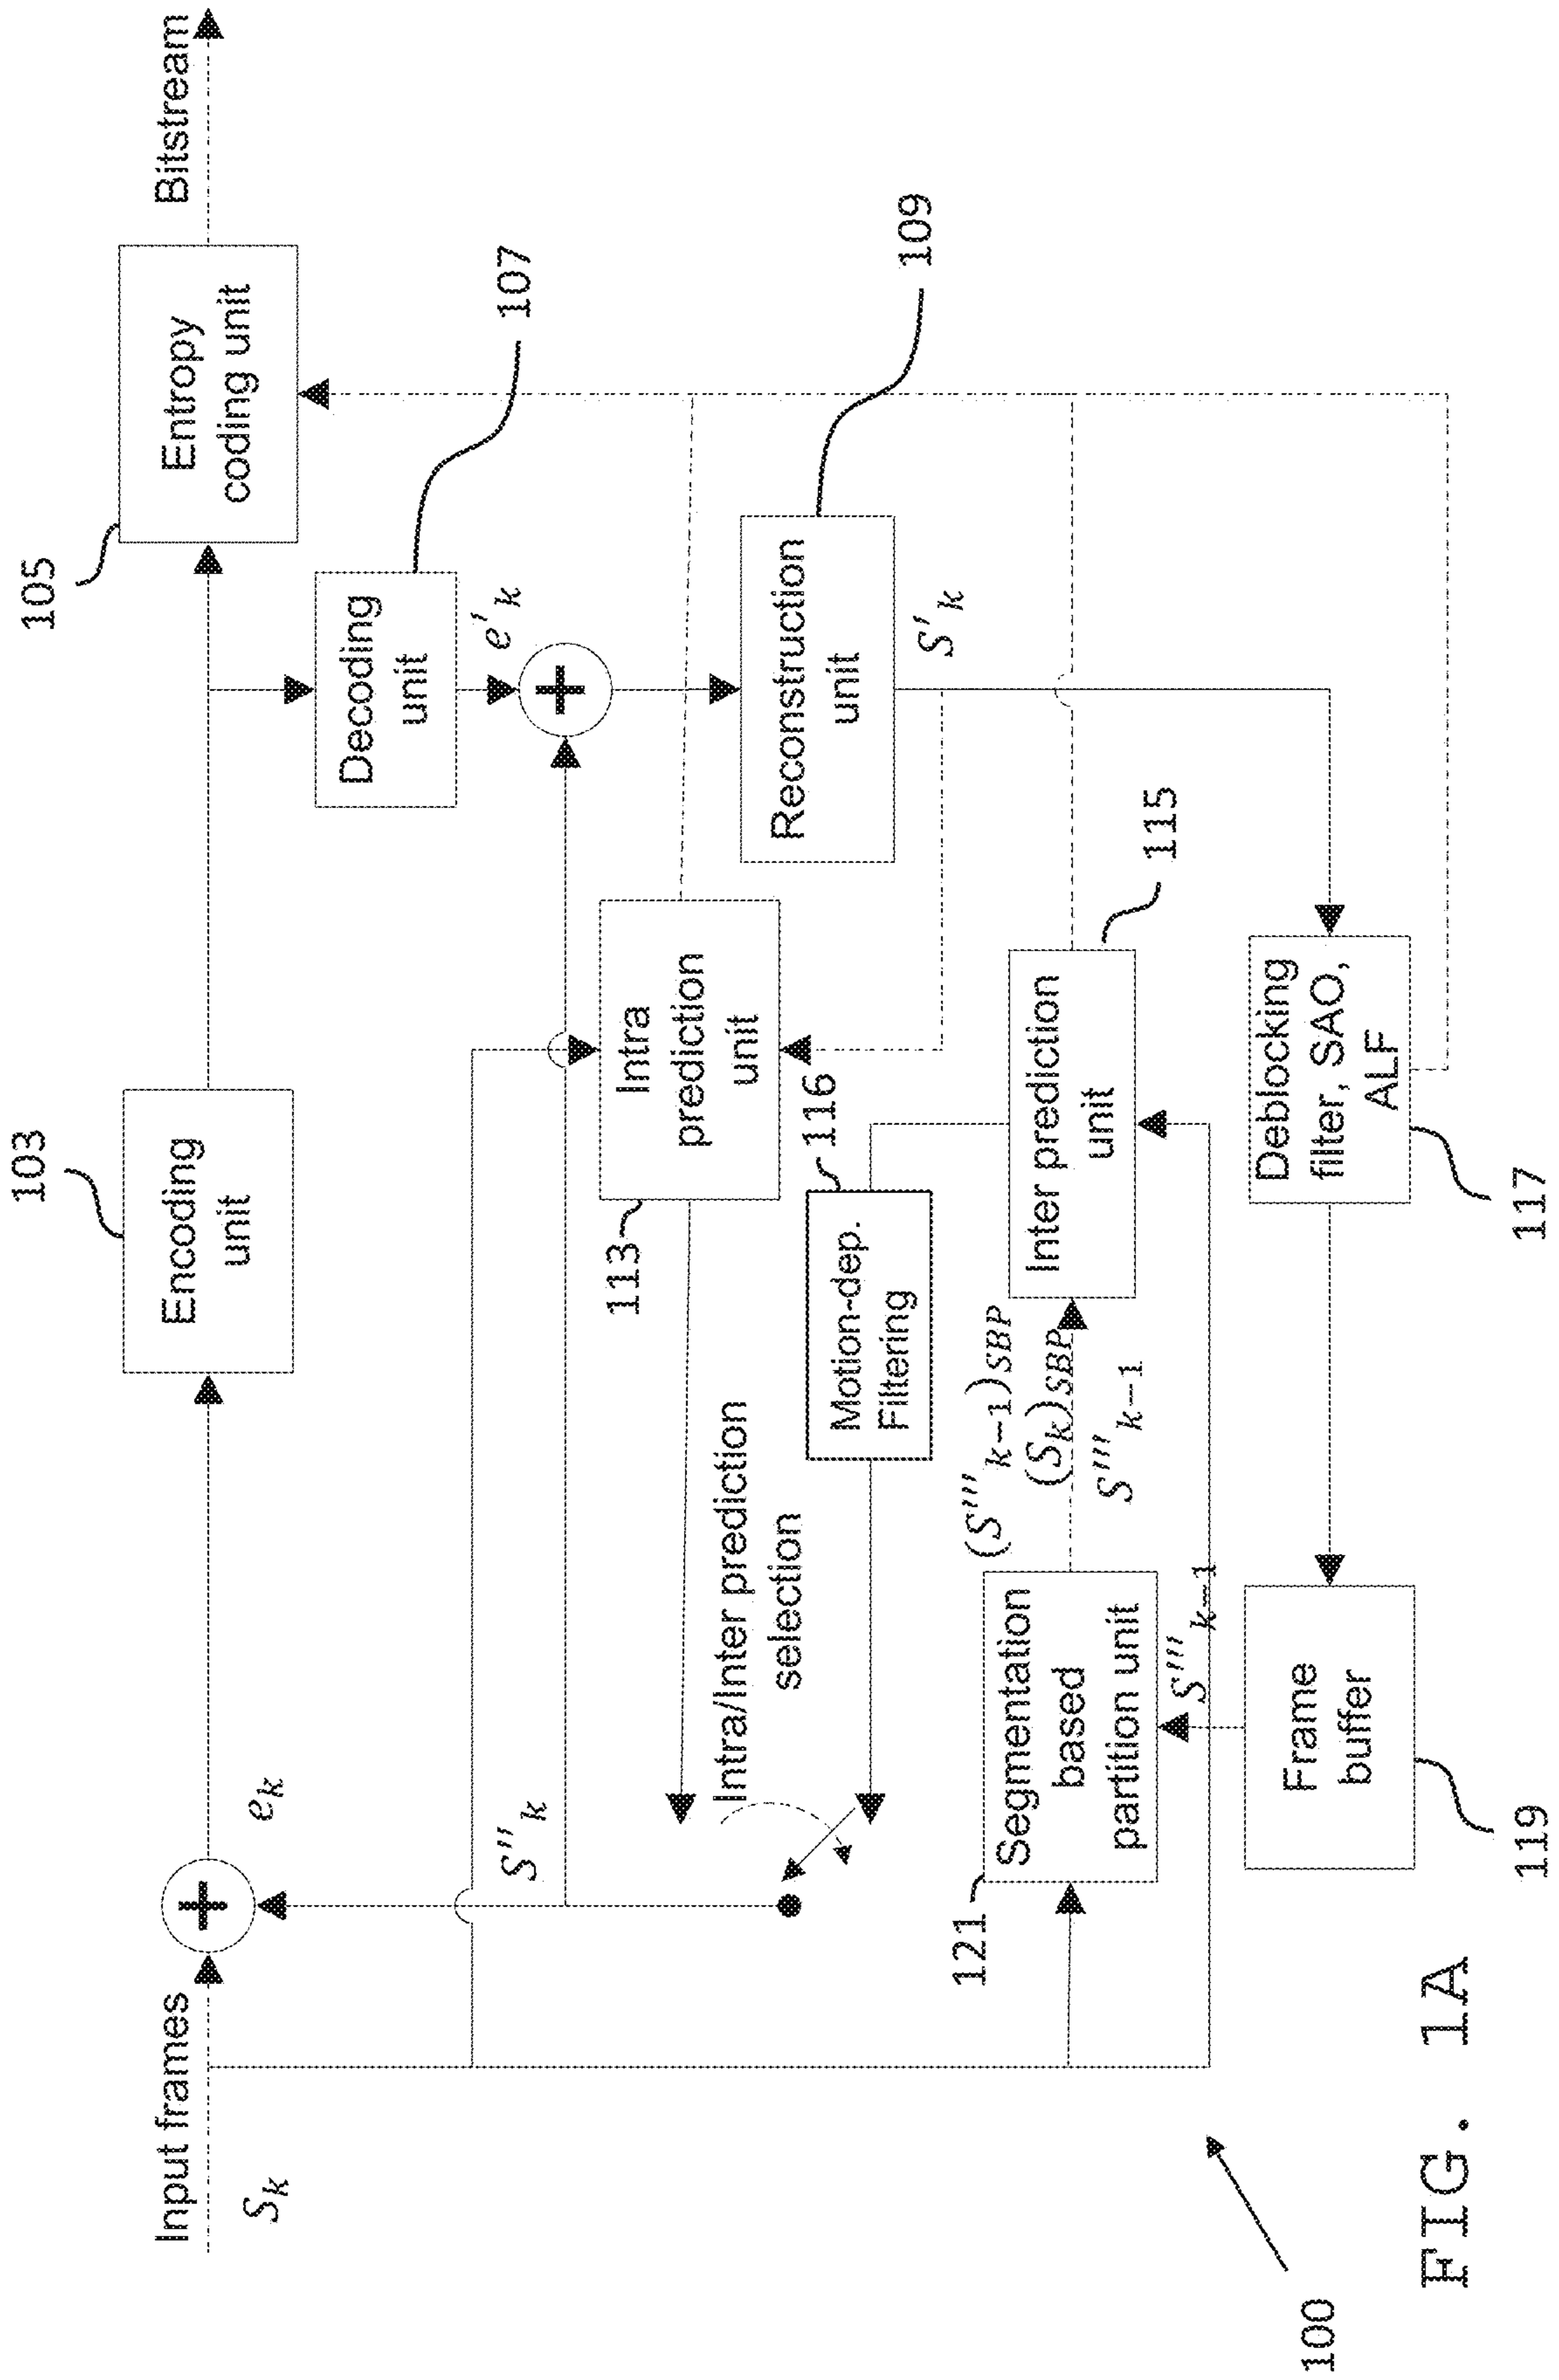 Input frames
S_k
e_k
103
Encoding
unit
105
Entropy
coding unit
Bitstream
Decoding
unit
107
e'_k
S''_k
Intra
prediction
unit
113
Reconstruction
unit
109
S'_k
Intra/Inter prediction
selection
116
Motion-dep.
Filtering
121
Segmentation
based
partition unit
(S'''_{k-1})_{SBP}
(S_k)_{SBP}
S'''_{k-1}
Inter prediction
unit
115
S'''_{k-1}
Frame
buffer
119
Deblocking
filter, SAO,
ALF
117
100
FIG. 1A